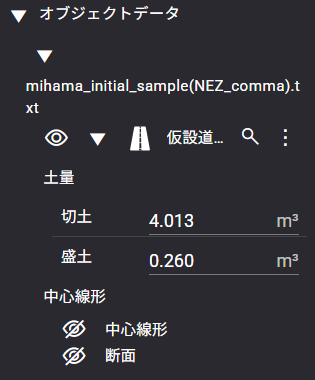 オブジェクトデータ
mihama_initial_sample(NEZ_comma).t
xt
仮設道...
土量
切土 4.013 m³
盛土 0.260 m³
中心線形
中心線形
断面